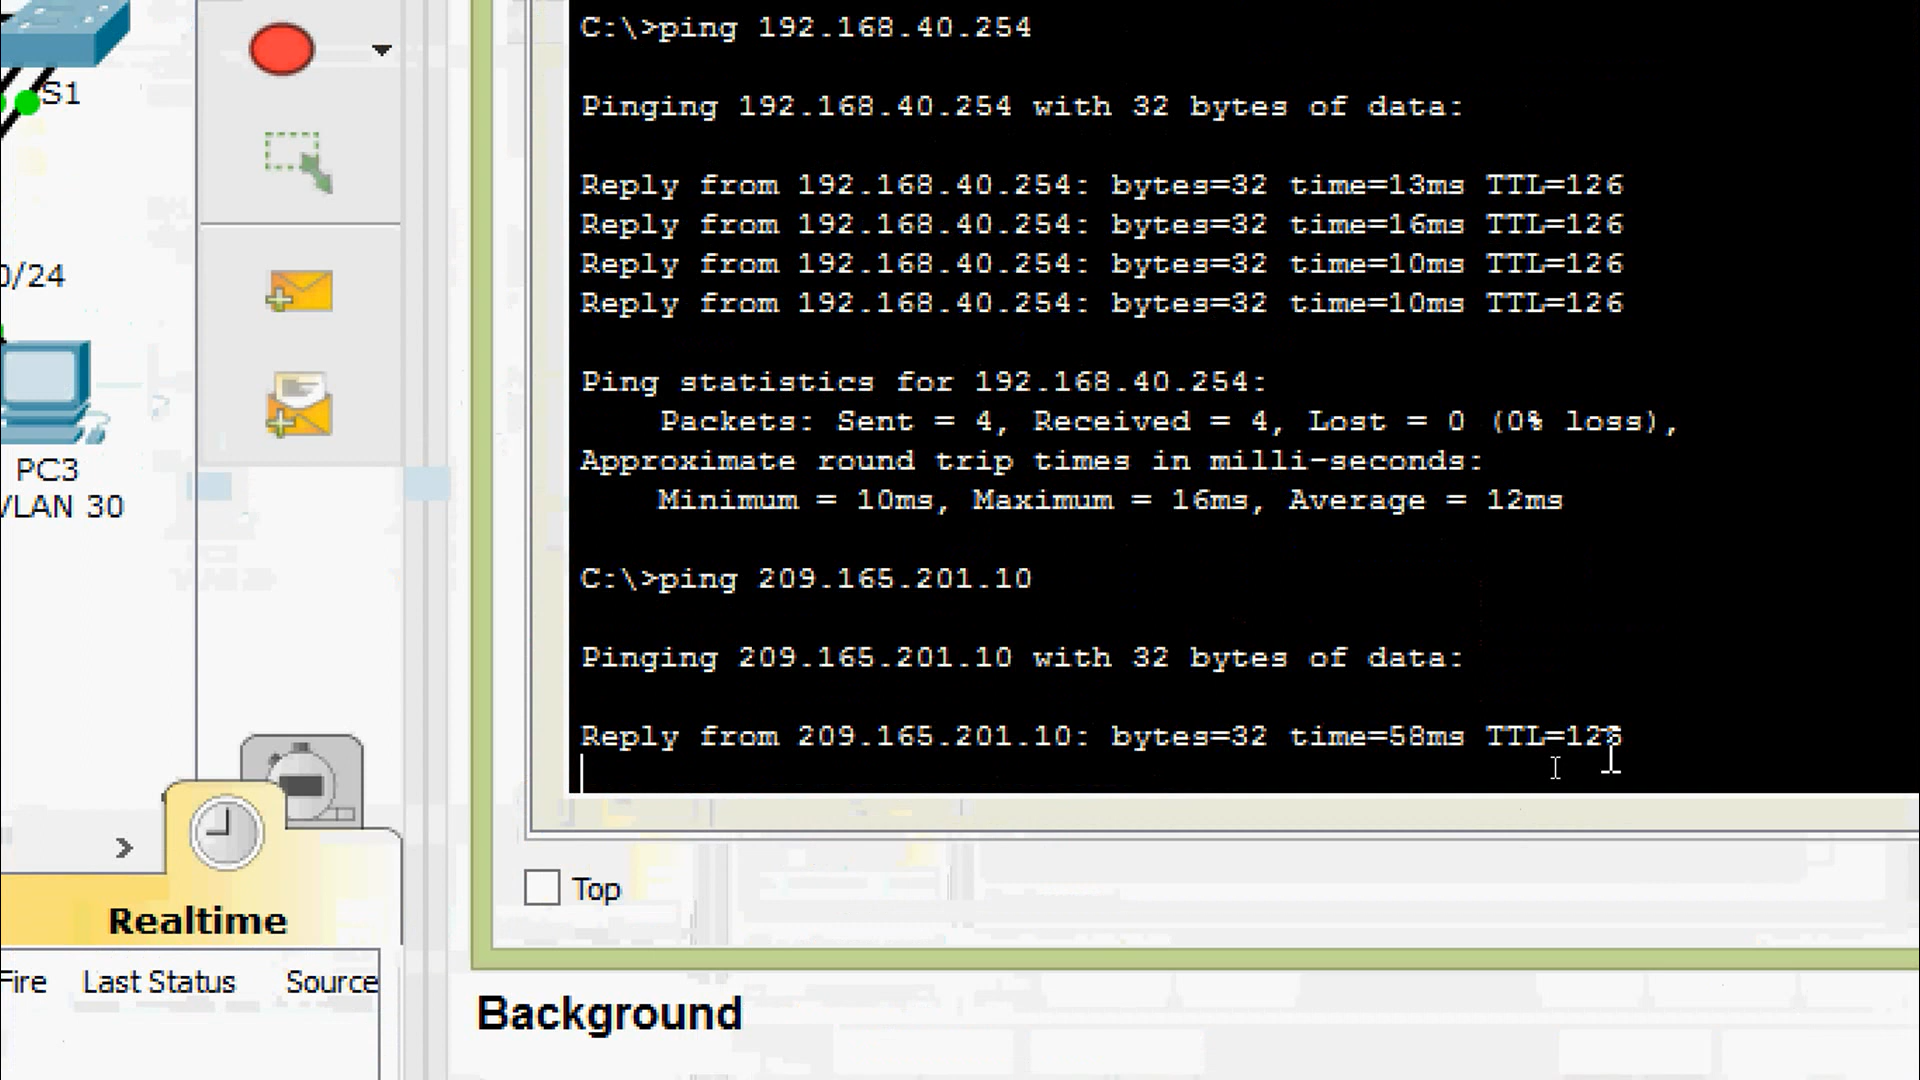 C:\>ping 192.168.40.254
Pinging 192.168.40.254 with 32 bytes of data:
Reply from 192.168.40.254: bytes=32 time=13ms TTL=126
Reply from 192.168.40.254: bytes=32 time=16ms TTL=126
Reply from 192.168.40.254: bytes=32 time=10ms TTL=126
Reply from 192.168.40.254: bytes=32 time=10ms TTL=126
Ping statistics for 192.168.40.254:
Packets: Sent = 4, Received = 4, Lost = 0 (0% loss),
Approximate round trip times in milli-seconds:
Minimum = 10ms, Maximum = 16ms, Average = 12ms
C:\>ping 209.165.201.10
Pinging 209.165.201.10 with 32 bytes of data:
Reply from 209.165.201.10: bytes=32 time=58ms
S1
0/24
PC3
VLAN 30
Realtime
Fire Last Status Source
Top
Background